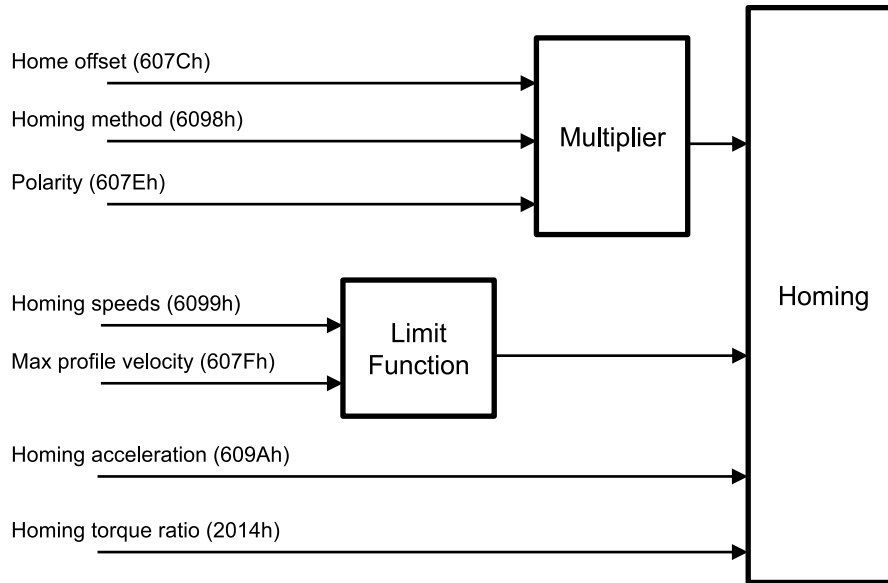 Home offset (607Ch)
Homing method (6098h)
Multiplier
Polarity (607Eh)
Homing
Homing speeds (6099h)
Limit
Function
Max profile velocity (607Fh)
Homing acceleration (609Ah)
Homing torque ratio (2014h)